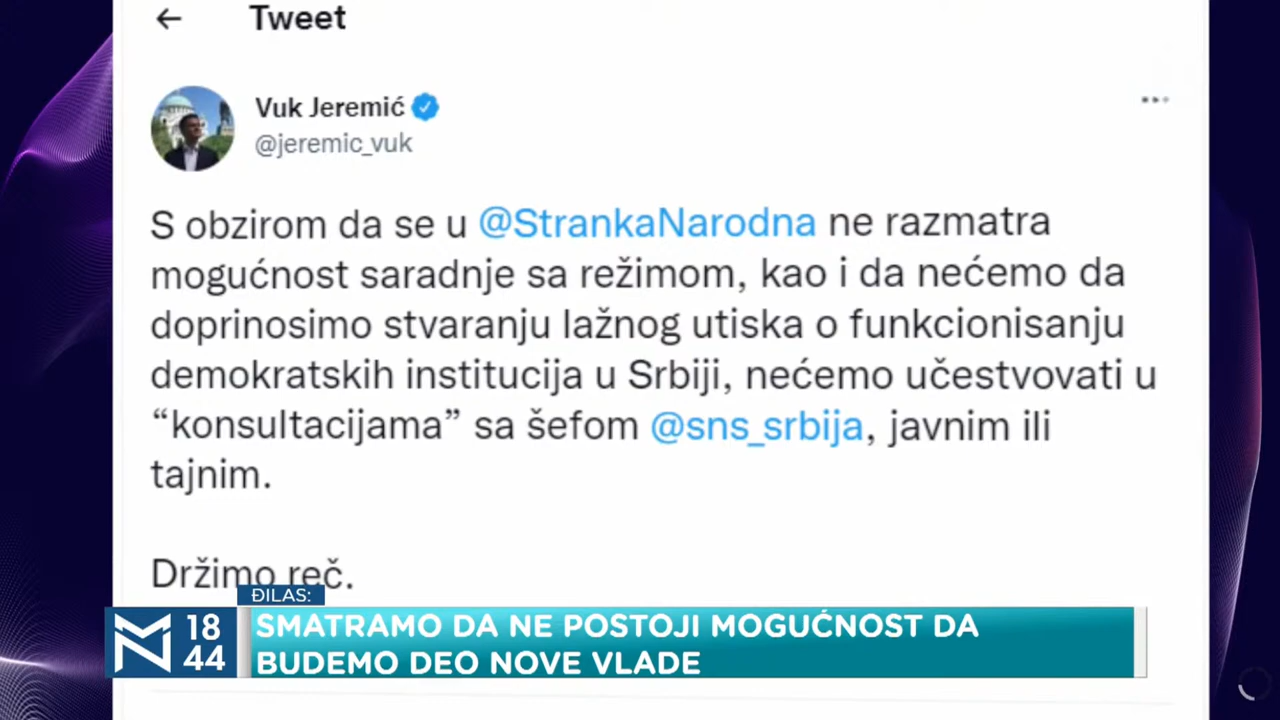 Tweet
Vuk Jeremić
@jeremic_vuk
S obzirom da se u @StrankaNarodna ne razmatra
mogućnost saradnje sa režimom, kao i da nećemo da
doprinosimo stvaranju lažnog utiska o funkcionisanju
demokratskih institucija u Srbiji, nećemo učestvovati u
“konsultacijama” sa šefom @sns_srbija, javnim ili
tajnim.
Držimo reč.
ĐILAS:
18
44
SMATRAMO DA NE POSTOJI MOGUĆNOST DA
BUDEMO DEO NOVE VLADE